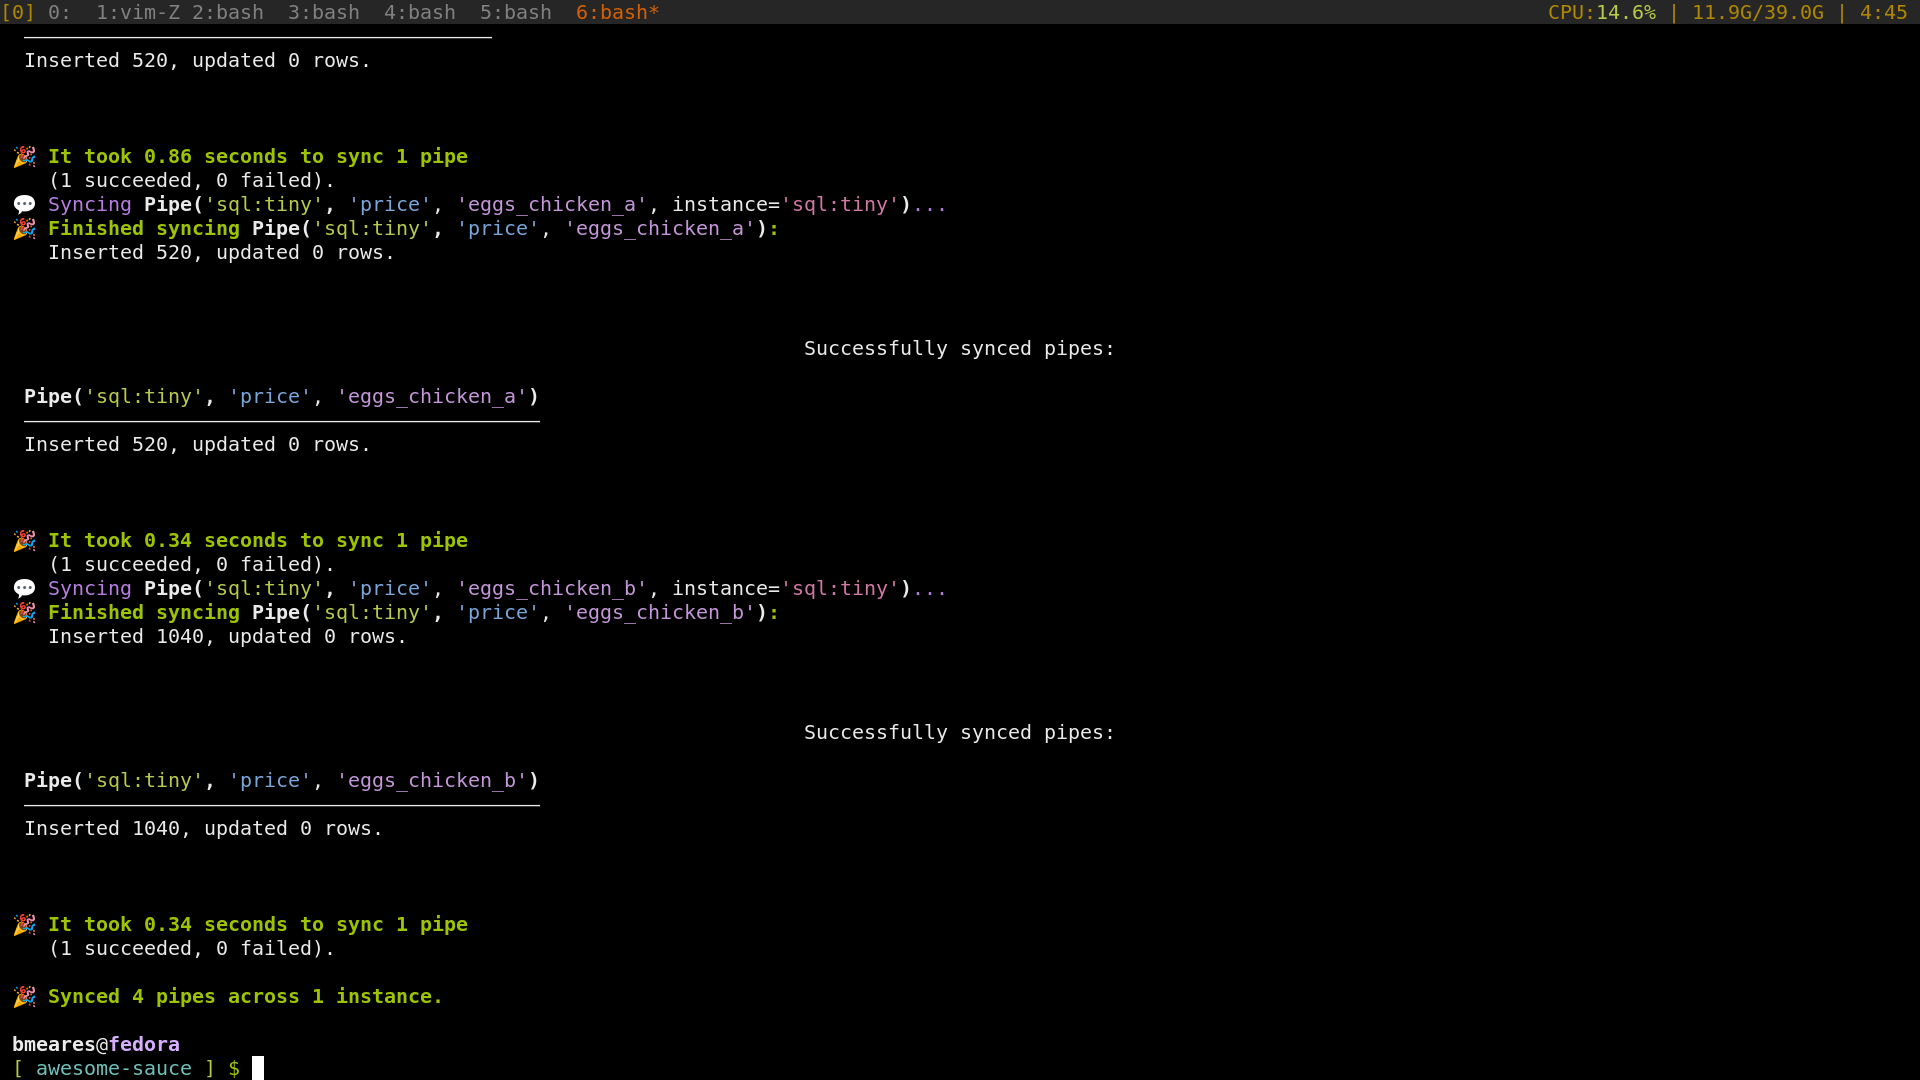 [0] 0:  1:vim-Z 2:bash  3:bash  4:bash  5:bash  6:bash* CPU:14.6% | 11.9G/39.0G | 4:45
Inserted 520, updated 0 rows.
🎉 It took 0.86 seconds to sync 1 pipe
(1 succeeded, 0 failed).
💬 Syncing Pipe('sql:tiny', 'price', 'eggs_chicken_a', instance='sql:tiny')...
🎉 Finished syncing Pipe('sql:tiny', 'price', 'eggs_chicken_a'):
Inserted 520, updated 0 rows.
Successfully synced pipes:
Pipe('sql:tiny', 'price', 'eggs_chicken_a')
Inserted 520, updated 0 rows.
🎉 It took 0.34 seconds to sync 1 pipe
(1 succeeded, 0 failed).
💬 Syncing Pipe('sql:tiny', 'price', 'eggs_chicken_b', instance='sql:tiny')...
🎉 Finished syncing Pipe('sql:tiny', 'price', 'eggs_chicken_b'):
Inserted 1040, updated 0 rows.
Successfully synced pipes:
Pipe('sql:tiny', 'price', 'eggs_chicken_b')
Inserted 1040, updated 0 rows.
🎉 It took 0.34 seconds to sync 1 pipe
(1 succeeded, 0 failed).
🎉 Synced 4 pipes across 1 instance.
bmeares@fedora
[ awesome-sauce ] $